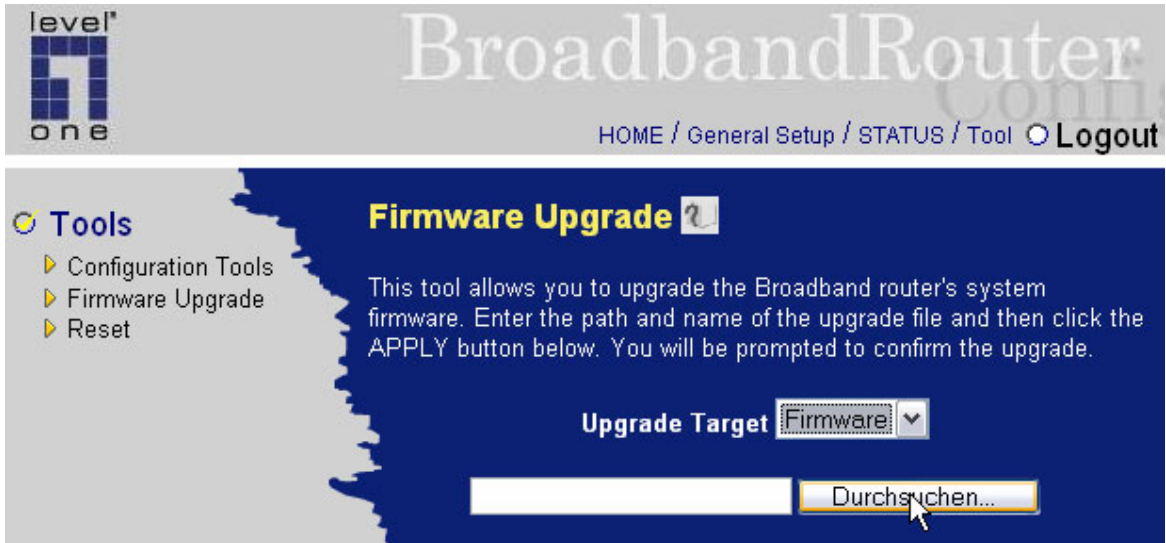 level
one
BroadbandRouter
HOME / General Setup / STATUS / Tool Logout
Tools
Configuration Tools
Firmware Upgrade
Reset
Firmware Upgrade
This tool allows you to upgrade the Broadband router's system
firmware. Enter the path and name of the upgrade file and then click the
APPLY button below. You will be prompted to confirm the upgrade.
Upgrade Target Firmware
Durchsuchen...